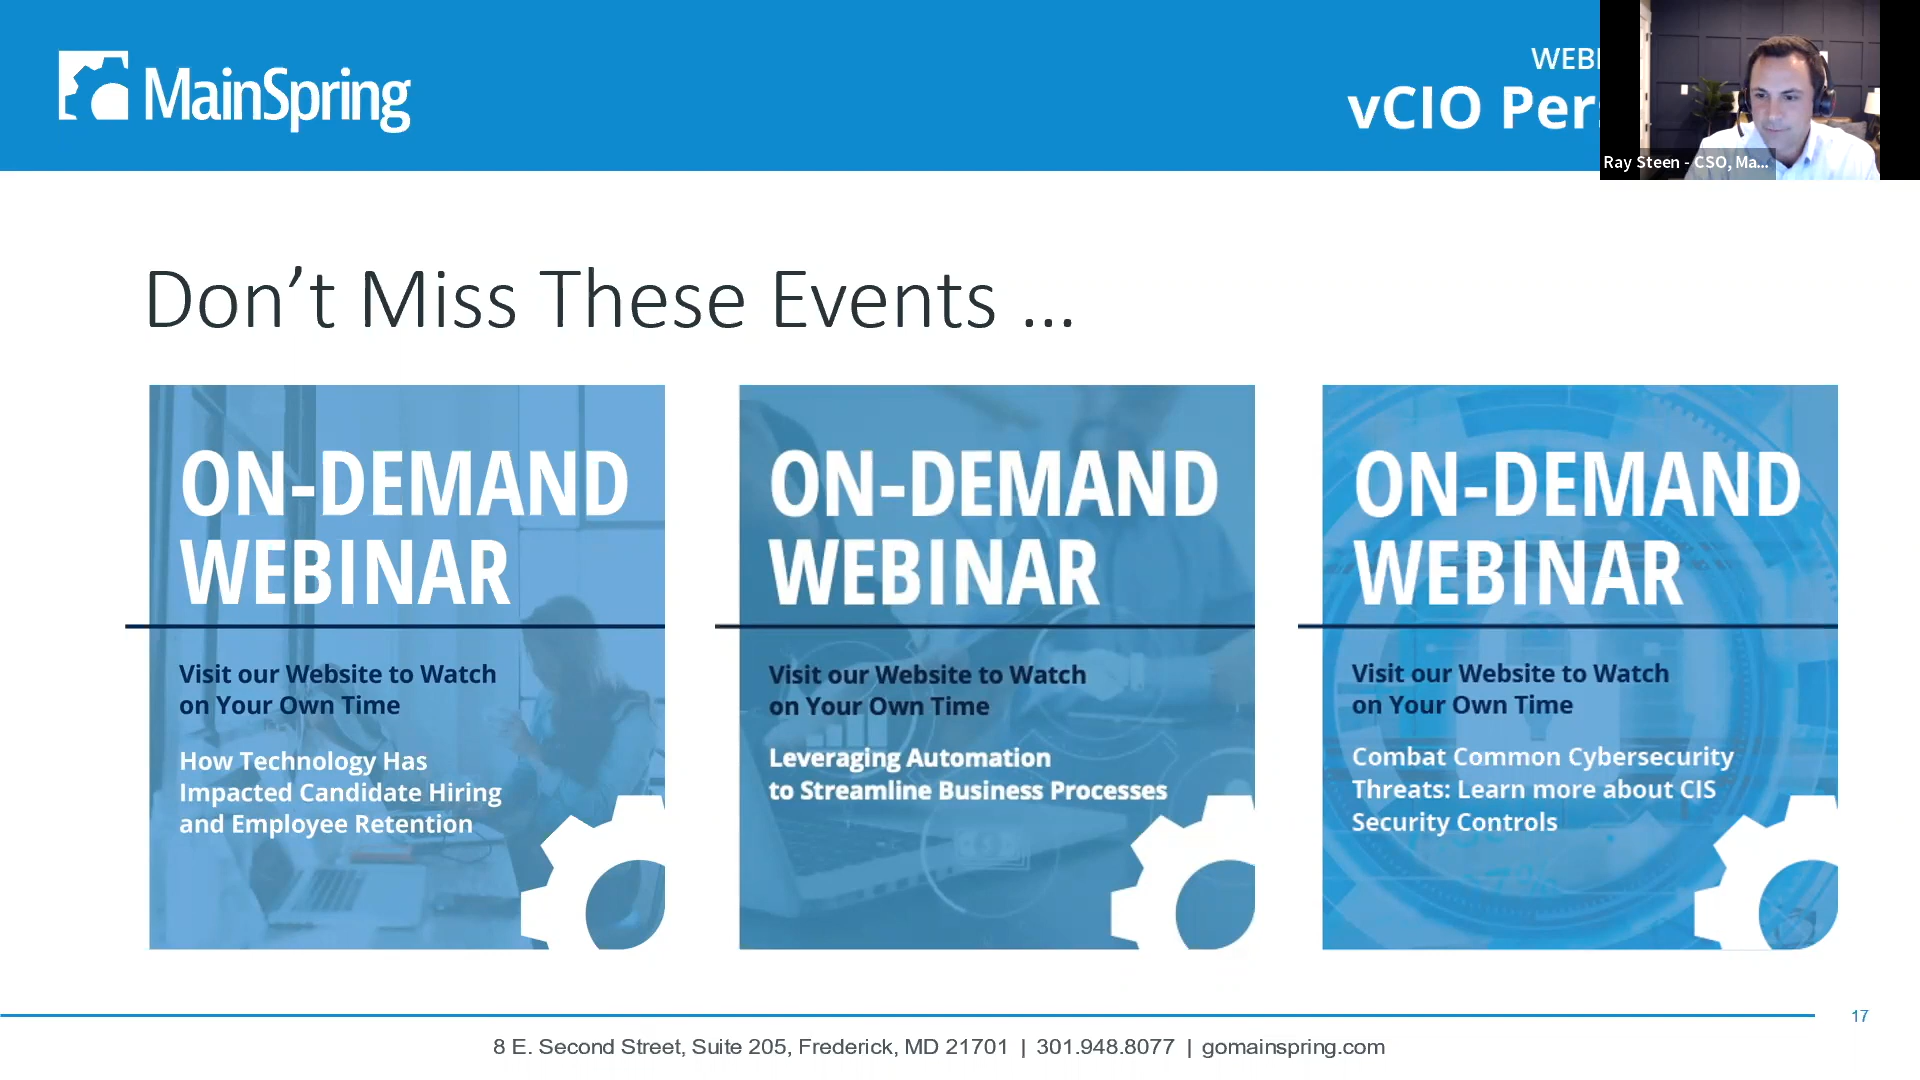 MainSpring
WEBI
vCIO Pers
Ray Steen - CSO, Ma...
Don’t Miss These Events ...
ON-DEMAND
WEBINAR
Visit our Website to Watch
on Your Own Time
How Technology Has
Impacted Candidate Hiring
and Employee Retention
ON-DEMAND
WEBINAR
Visit our Website to Watch
on Your Own Time
Leveraging Automation
to Streamline Business Processes
ON-DEMAND
WEBINAR
Visit our Website to Watch
on Your Own Time
Combat Common Cybersecurity
Threats: Learn more about CIS
Security Controls
17
8 E. Second Street, Suite 205, Frederick, MD 21701 | 301.948.8077 | gomainspring.com